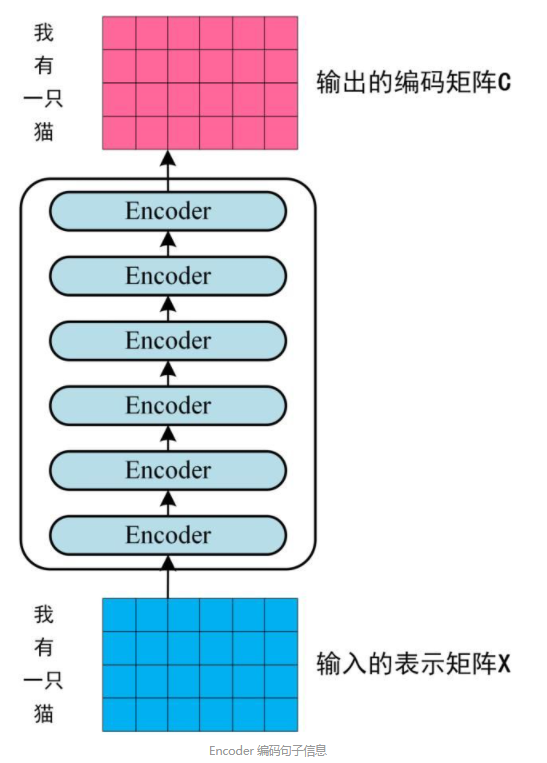 我
有
一只
猫
输出的编码矩阵C
Encoder
Encoder
Encoder
Encoder
Encoder
Encoder
我
有
一只
猫
输入的表示矩阵X
Encoder 编码句子信息